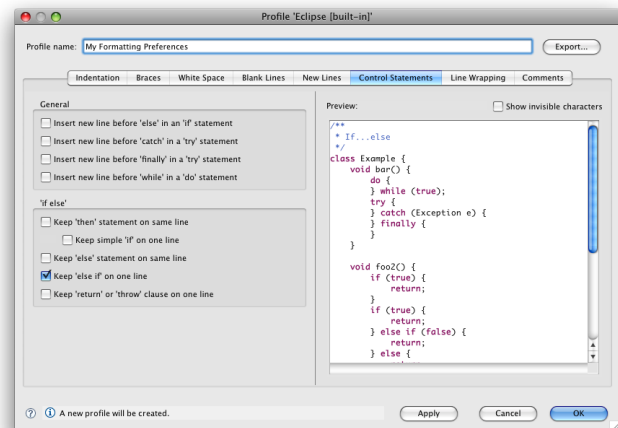 Profile 'Eclipse [built-in]'
Profile name: My Formatting Preferences Export...
Indentation Braces White Space Blank Lines New Lines Control Statements Line Wrapping Comments
General
Insert new line before 'else' in an 'if' statement
Insert new line before 'catch' in a 'try' statement
Insert new line before 'finally' in a 'try' statement
Insert new line before 'while' in a 'do' statement
'if else'
Keep 'then' statement on same line
Keep simple 'if' on one line
Keep 'else' statement on same line
Keep 'else if' on one line
Keep 'return' or 'throw' clause on one line
Preview: Show invisible characters
/**
 * If...else
 */
class Example {
    void bar() {
        do {
        } while (true);
        try {
        } catch (Exception e) {
        } finally {
        }
    }
    void foo2() {
        if (true) {
            return;
        }
        if (true) {
            return;
        } else if (false) {
            return;
        } else {
? i A new profile will be created. Apply Cancel OK